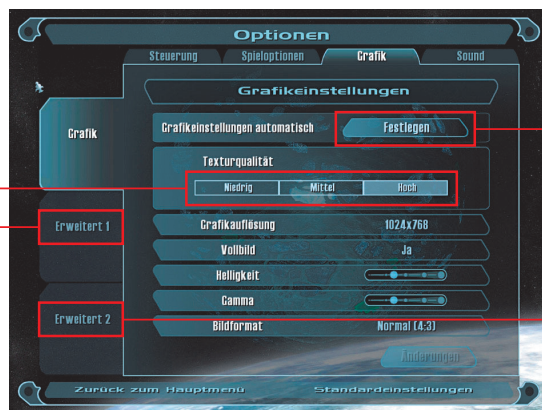 Optionen
Steuerung Spieloptionen Grafik Sound
Grafikeinstellungen
Grafik
Grafikeinstellungen automatisch Festlegen
Texturqualität
Niedrig Mittel Hoch
Erweitert 1
Grafikauflösung 1024x768
Vollbild Ja
Helligkeit
Gamma
Erweitert 2
Bildformat Normal (4:3)
Änderungen
Zurück zum Hauptmenü Standardeinstellungen